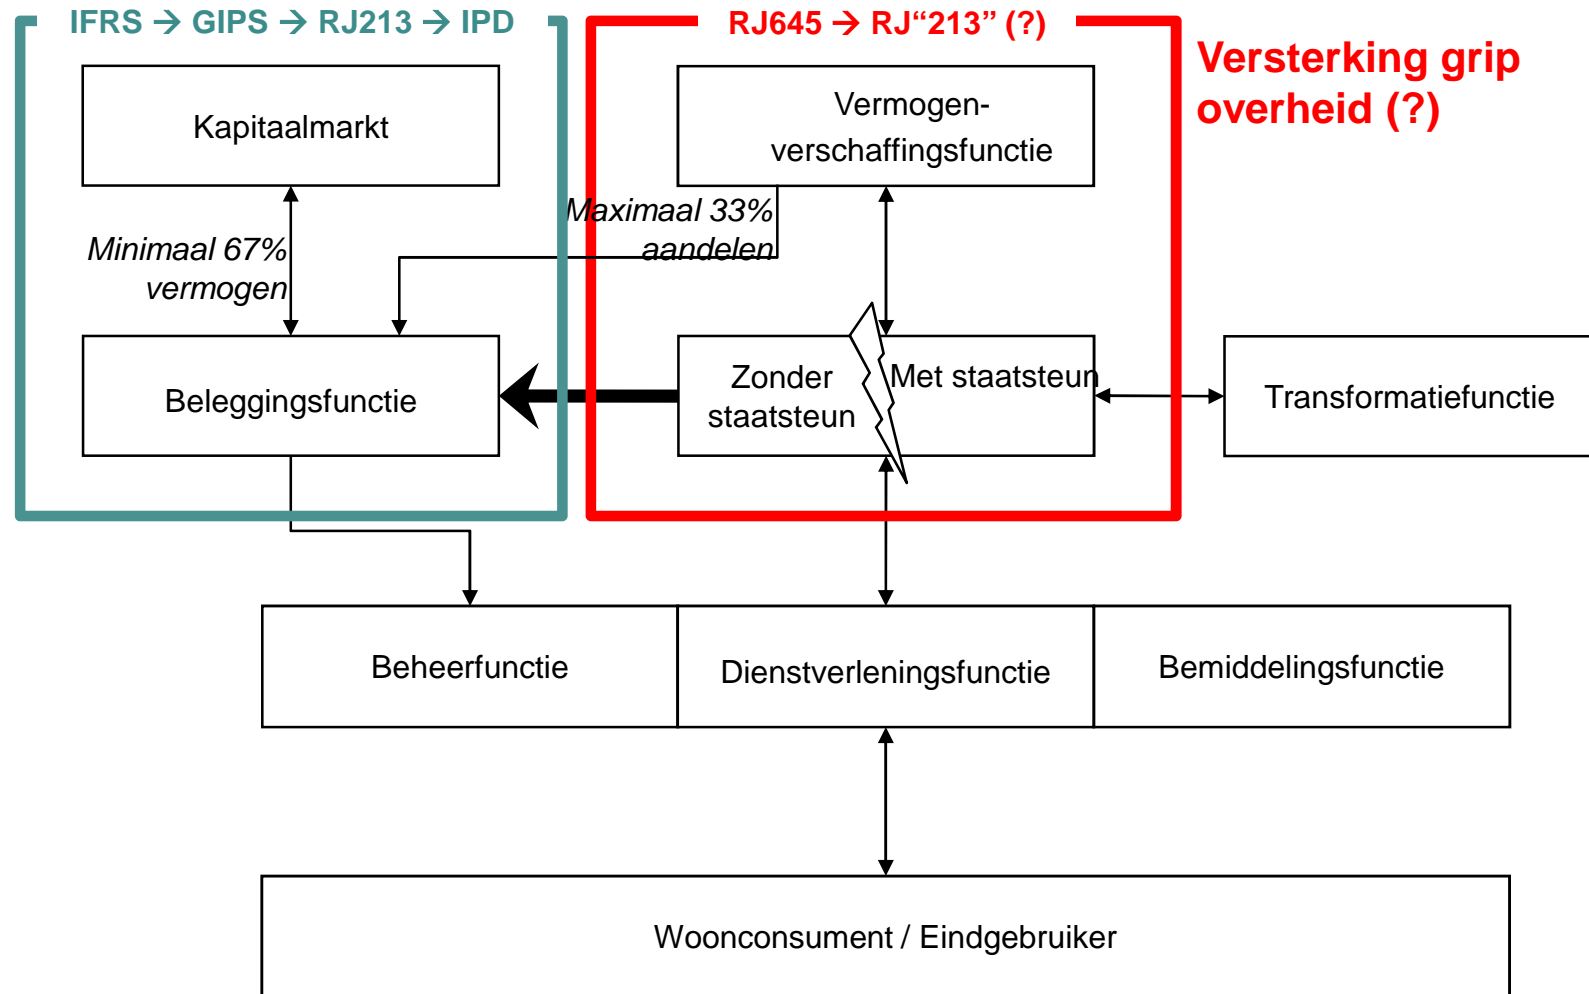 IFRS → GIPS → RJ213 → IPD
RJ645 → RJ“213” (?)
Versterking grip
overheid (?)
Kapitaalmarkt
Vermogen-
verschaffingsfunctie
Minimaal 67%
vermogen
Maximaal 33%
aandelen
Beleggingsfunctie
Zonder
staatsteun
Met staatsteun
Transformatiefunctie
Beheerfunctie
Dienstverleningsfunctie
Bemiddelingsfunctie
Woonconsument / Eindgebruiker